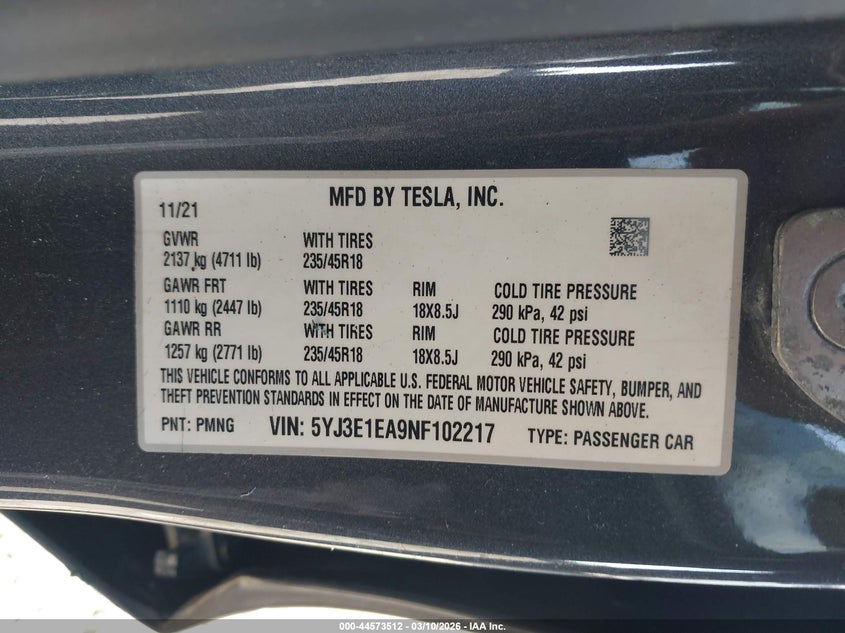 MFD BY TESLA, INC.
11/21
GVWR WITH TIRES
2137 kg (4711 lb) 235/45R18
GAWR FRT WITH TIRES RIM COLD TIRE PRESSURE
1110 kg (2447 lb) 235/45R18 18X8.5J 290 kPa, 42 psi
GAWR RR WITH TIRES RIM COLD TIRE PRESSURE
1257 kg (2771 lb) 235/45R18 18X8.5J 290 kPa, 42 psi
THIS VEHICLE CONFORMS TO ALL APPLICABLE U.S. FEDERAL MOTOR VEHICLE SAFETY, BUMPER, AND
THEFT PREVENTION STANDARDS IN EFFECT ON THE DATE OF MANUFACTURE SHOWN ABOVE.
PNT: PMNG VIN: 5YJ3E1EA9NF102217 TYPE: PASSENGER CAR
000-44573512 - 03/10/2026 - IAA, Inc.